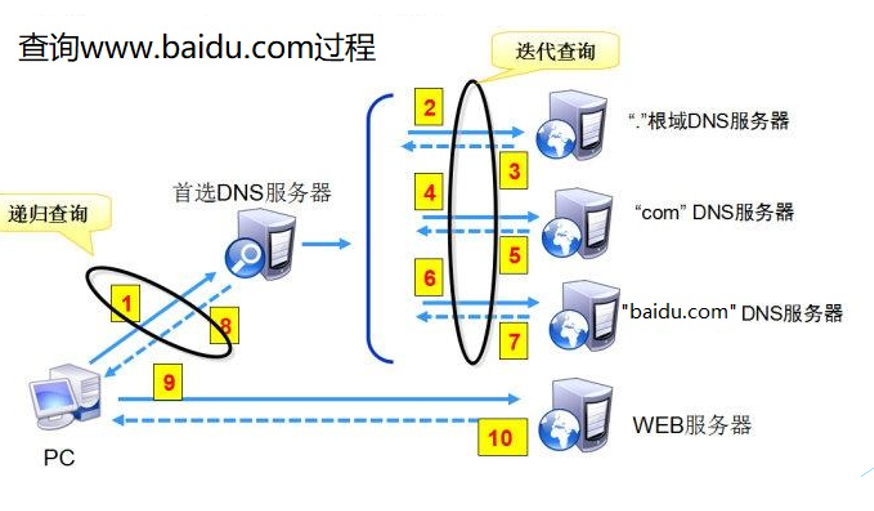 查询www.baidu.com过程
迭代查询
2
“.”根域DNS服务器
3
首选DNS服务器
递归查询
4
“com” DNS服务器
5
6
1
8
"baidu.com" DNS服务器
7
9
10
WEB服务器
PC